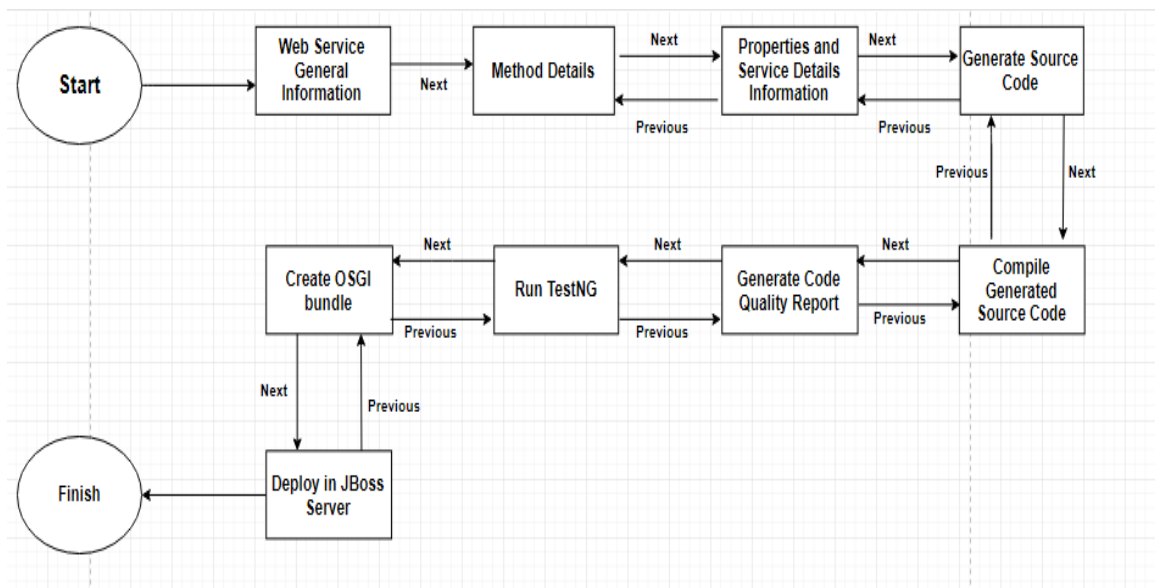 Start
Web Service
General
Information
Next
Method Details
Next
Previous
Properties and
Service Details
Information
Next
Previous
Generate Source
Code
Previous
Next
Compile
Generated
Source Code
Next
Previous
Generate Code
Quality Report
Next
Previous
Run TestNG
Next
Previous
Create OSGI
bundle
Next
Previous
Deploy in JBoss
Server
Finish